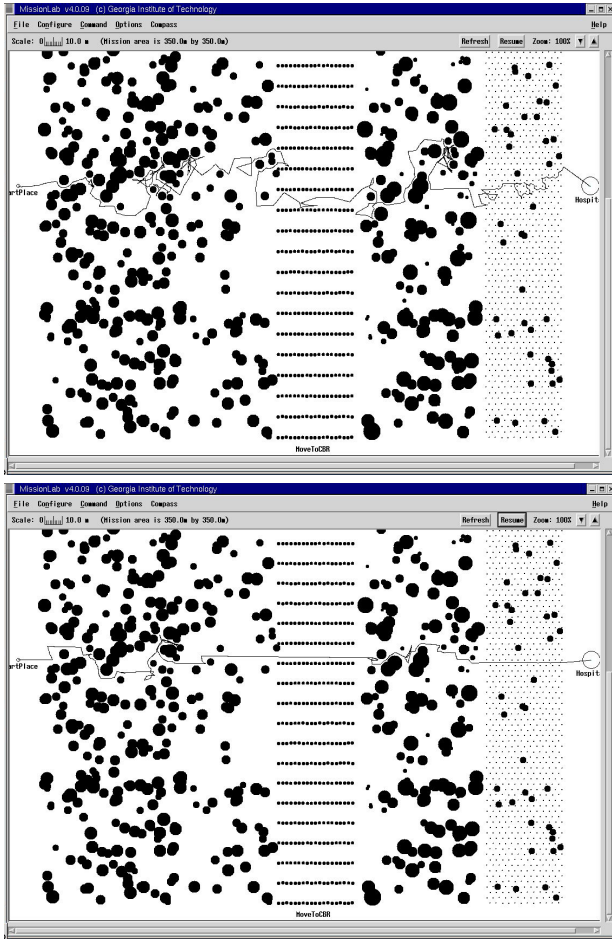 MissionLab v4.0.09 (c) Georgia Institute of Technology
File Configure Command Options Compass Help
Scale: 0 10.0 m (Mission area is 350.0m by 350.0m) Refresh Resume Zoom: 100%
artPlace
Hospit
MoveToCBR
MissionLab v4.0.09 (c) Georgia Institute of Technology
File Configure Command Options Compass Help
Scale: 0 10.0 m (Mission area is 350.0m by 350.0m) Refresh Resume Zoom: 100%
artPlace
Hospit
MoveToCBR